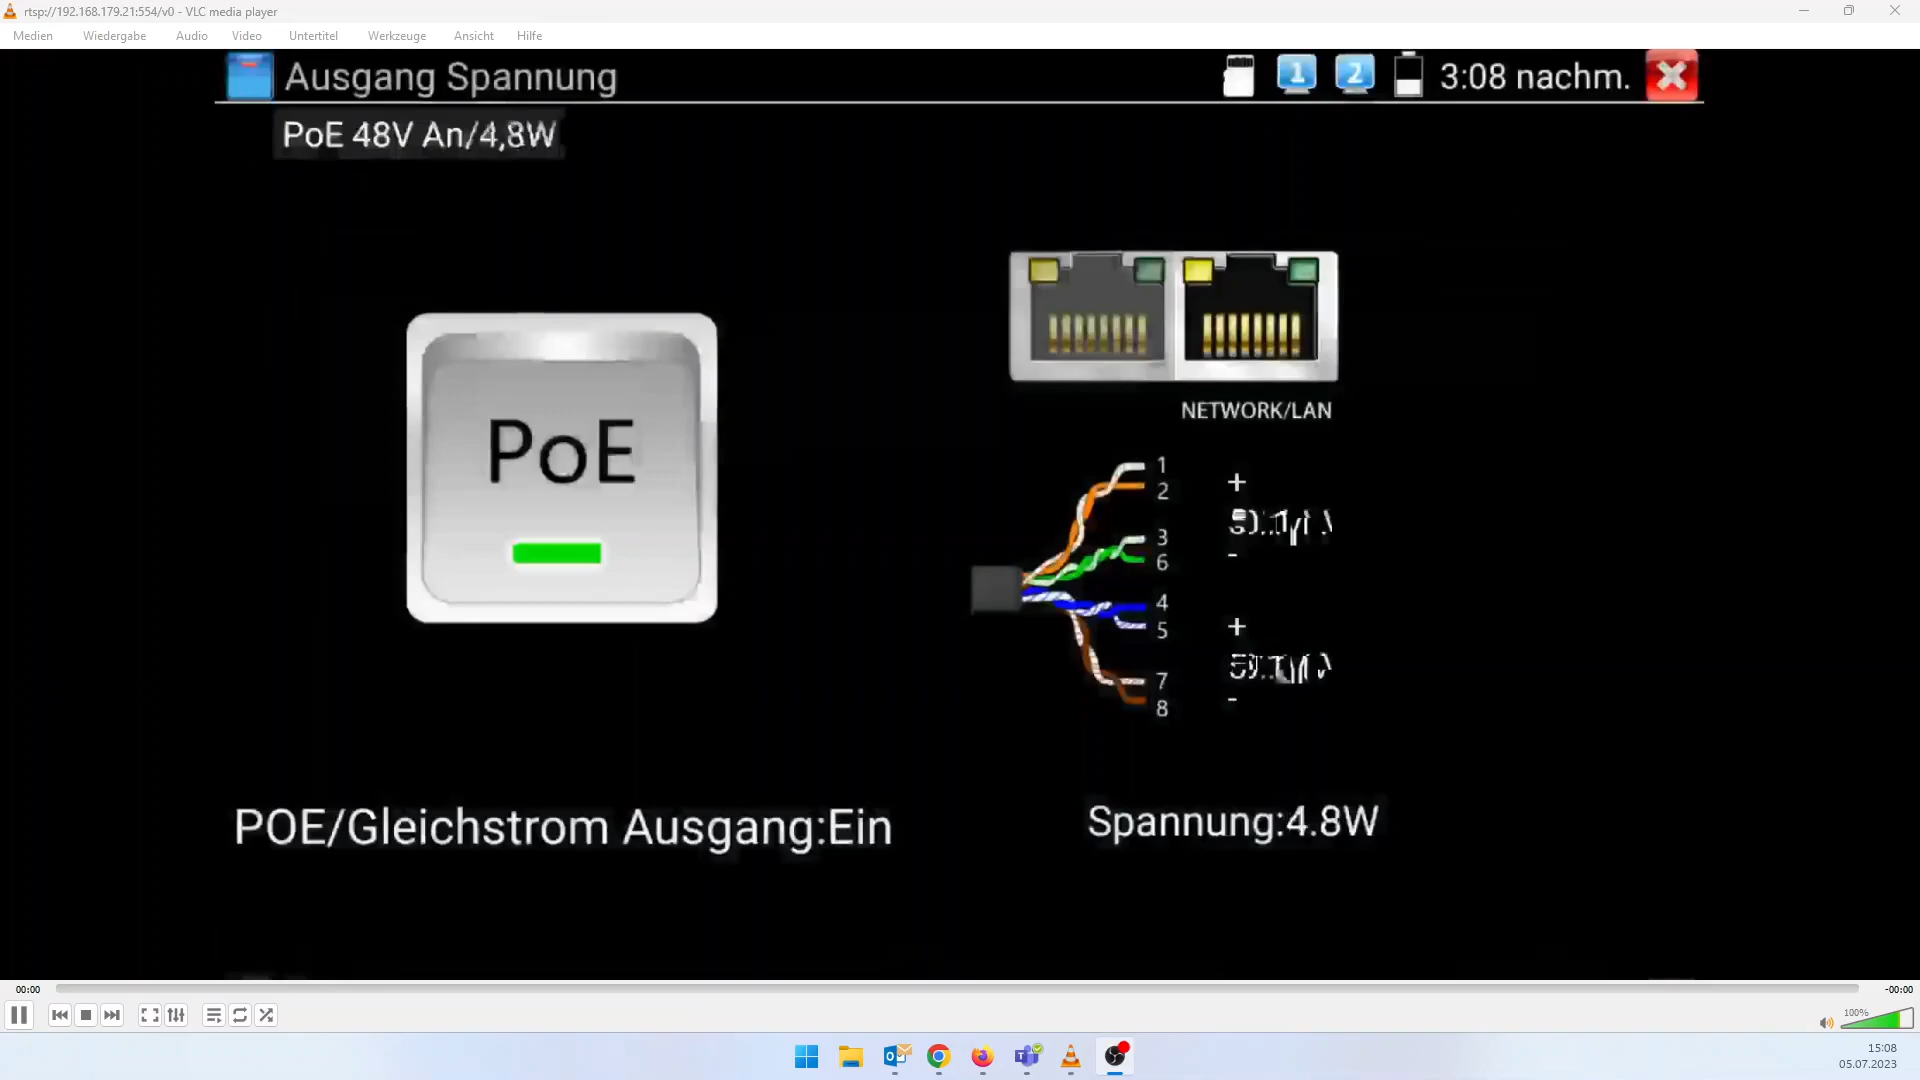 rtsp://192.168.179.21:554/v0 - VLC media player
Medien Wiedergabe Audio Video Untertitel Werkzeuge Ansicht Hilfe
Ausgang Spannung 1 2 3:08 nachm.
PoE 48V An/4,8W
PoE
NETWORK/LAN
1
2
+
3
6
-
4
5
+
7
8
-
POE/Gleichstrom Ausgang:Ein
Spannung:4.8W
00:00 -00:00
100%
15:08
05.07.2023